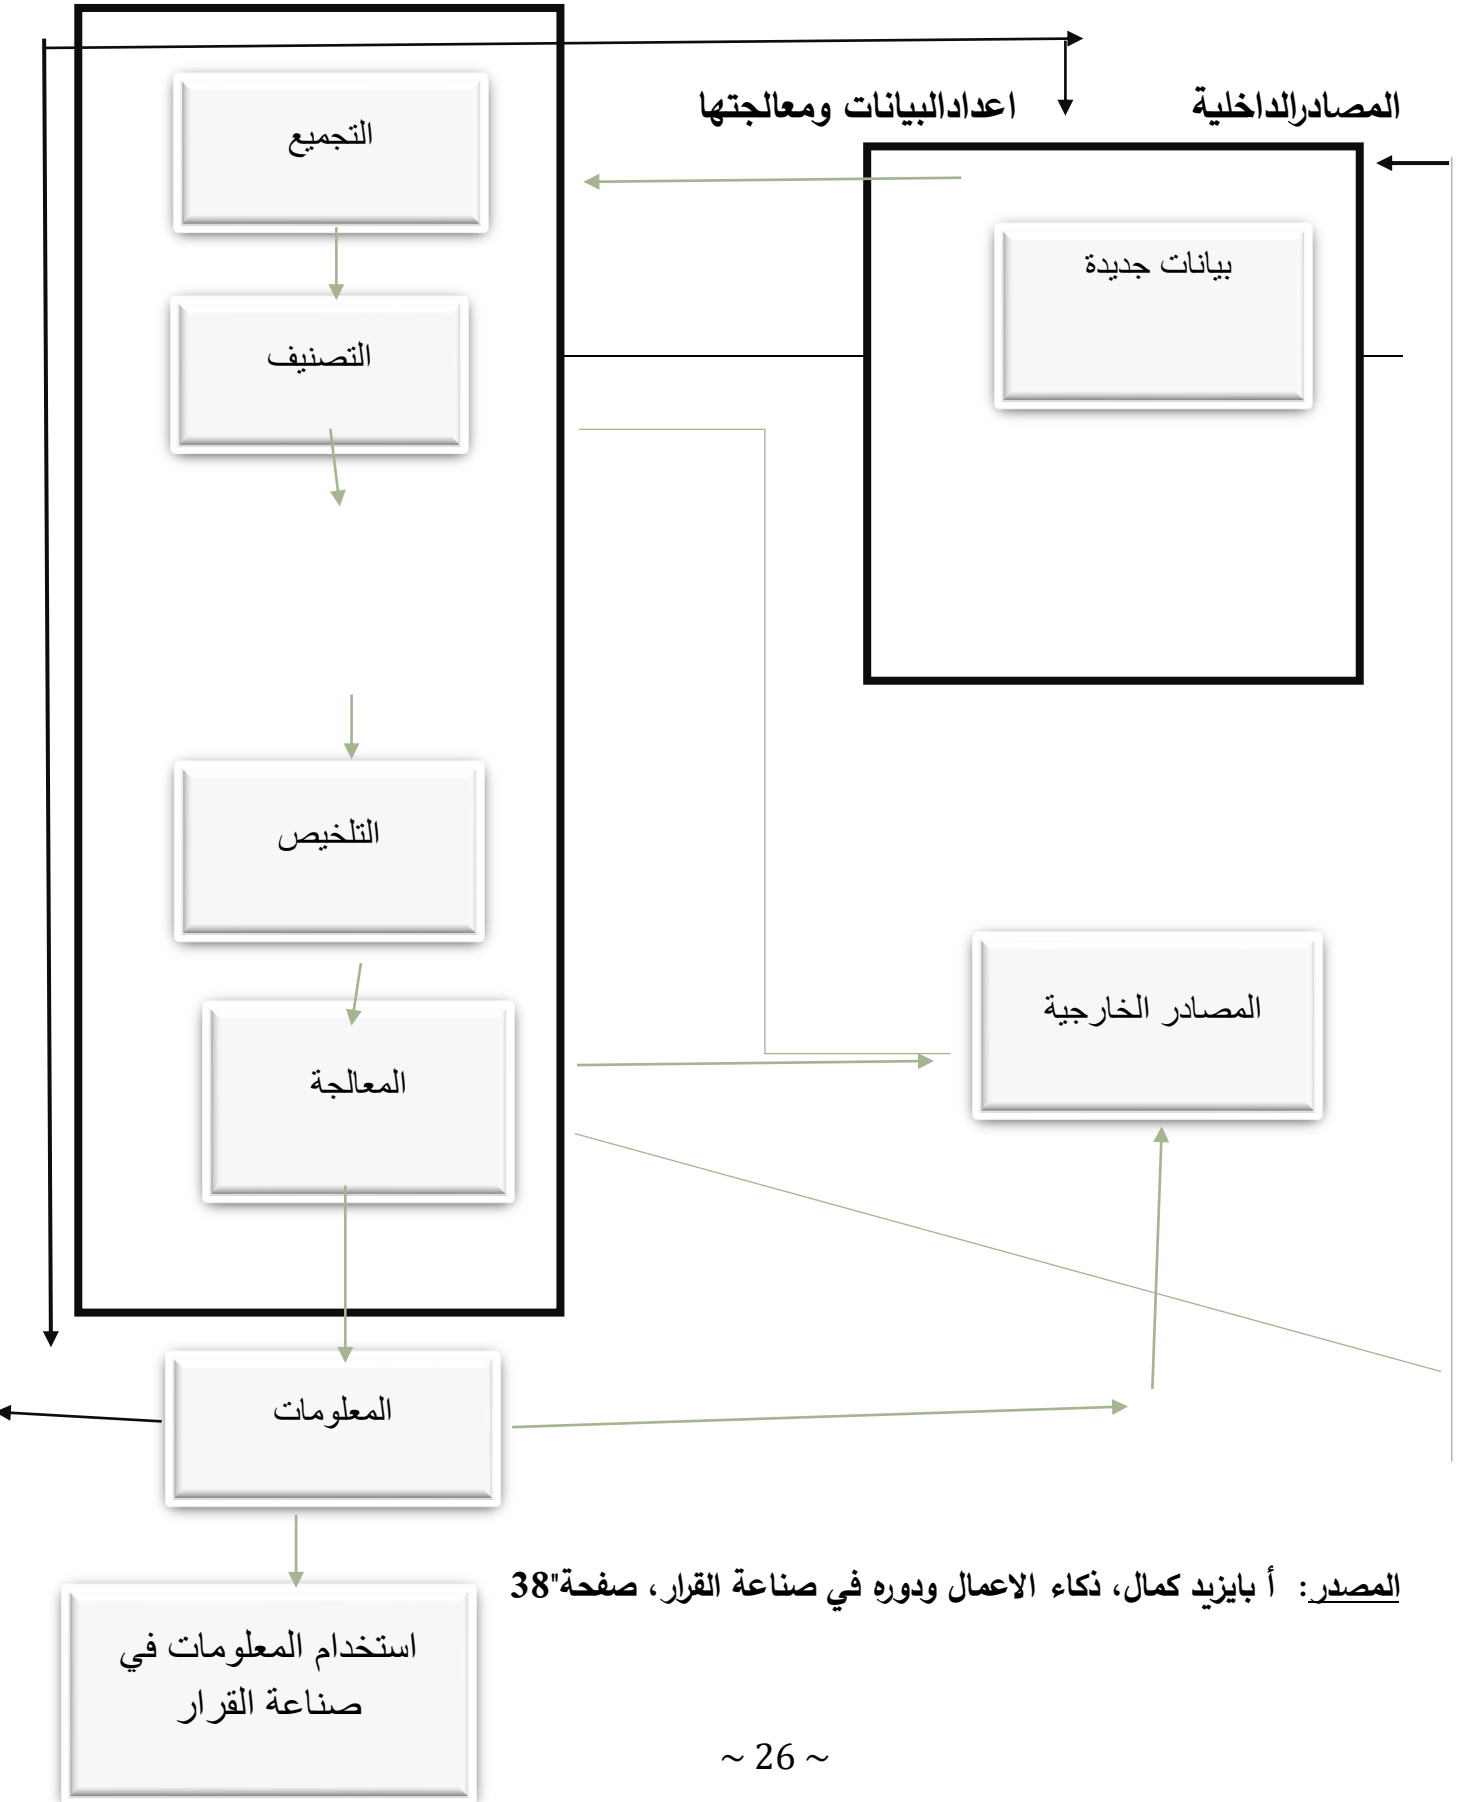 المصادرالداخلية
اعدادالبيانات ومعالجتها
التجميع
بيانات جديدة
التصنيف
التلخيص
المصادر الخارجية
المعالجة
المعلومات
المصدر: أ بايزيد كمال، ذكاء الاعمال ودوره في صناعة القرار، صفحة"38
استخدام المعلومات في
صناعة القرار
~ 26 ~